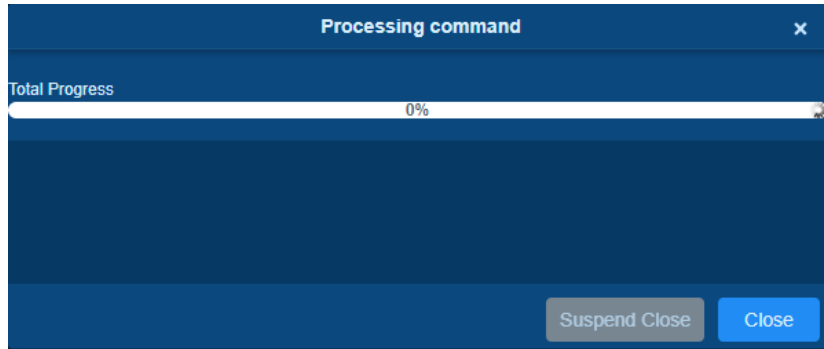 Processing command ×
Total Progress
0%
Suspend Close Close